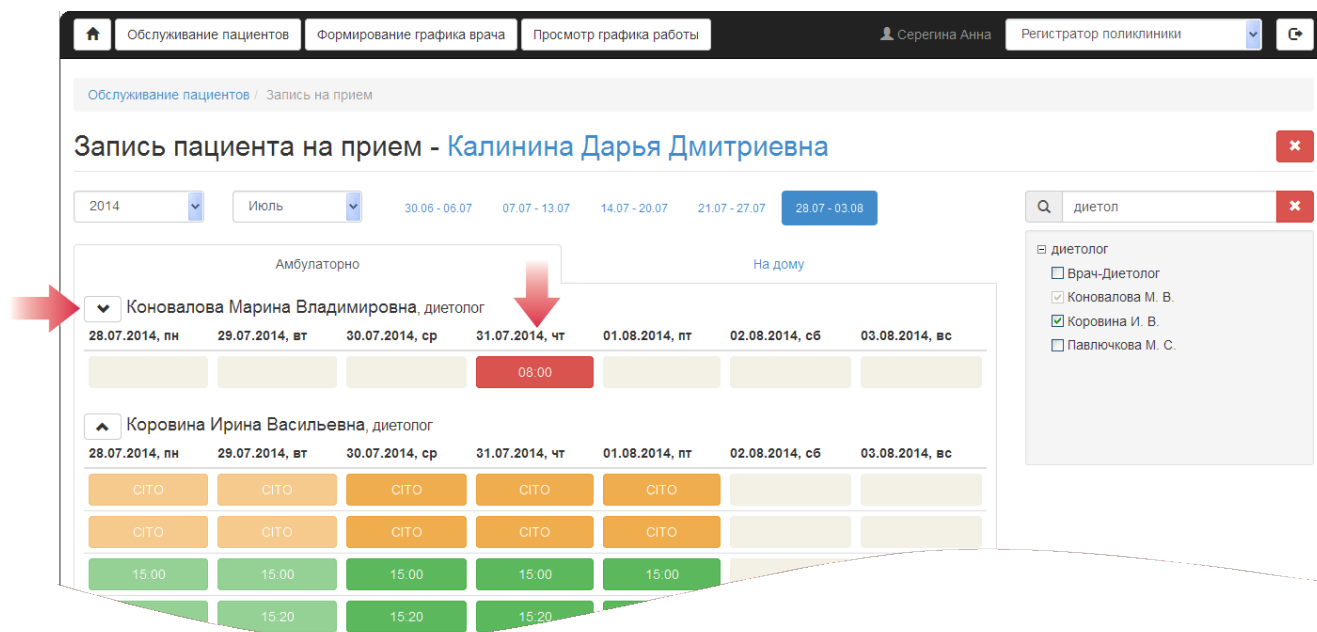 Обслуживание пациентов Формирование графика врача Просмотр графика работы Серегина Анна Регистратор поликлиники
Обслуживание пациентов / Запись на прием
Запись пациента на прием - Калинина Дарья Дмитриевна
2014 Июль 30.06 - 06.07 07.07 - 13.07 14.07 - 20.07 21.07 - 27.07 28.07 - 03.08
диетол
Амбулаторно На дому
диетолог
Врач-Диетолог
Коновалова М. В.
Коровина И. В.
Павлючкова М. С.
Коновалова Марина Владимировна, диетолог
28.07.2014, пн 29.07.2014, вт 30.07.2014, ср 31.07.2014, чт 01.08.2014, пт 02.08.2014, сб 03.08.2014, вс
08:00
Коровина Ирина Васильевна, диетолог
28.07.2014, пн 29.07.2014, вт 30.07.2014, ср 31.07.2014, чт 01.08.2014, пт 02.08.2014, сб 03.08.2014, вс
CITO CITO CITO CITO CITO
CITO CITO CITO CITO CITO
15:00 15:00 15:00 15:00 15:00
15:20 15:20 15:20